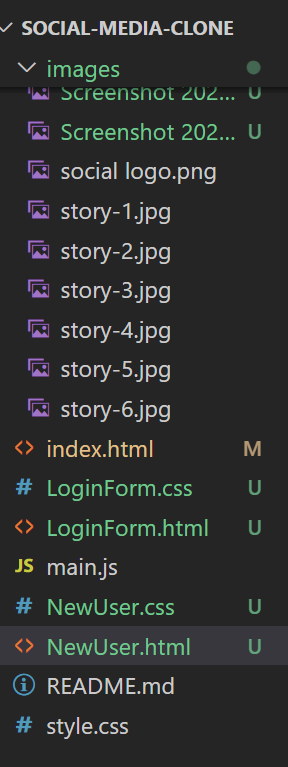 SOCIAL-MEDIA-CLONE
images
Screenshot 202... U
Screenshot 202... U
social logo.png
story-1.jpg
story-2.jpg
story-3.jpg
story-4.jpg
story-5.jpg
story-6.jpg
<> index.html M
# LoginForm.css U
<> LoginForm.html U
JS main.js
# NewUser.css U
<> NewUser.html U
README.md
# style.css